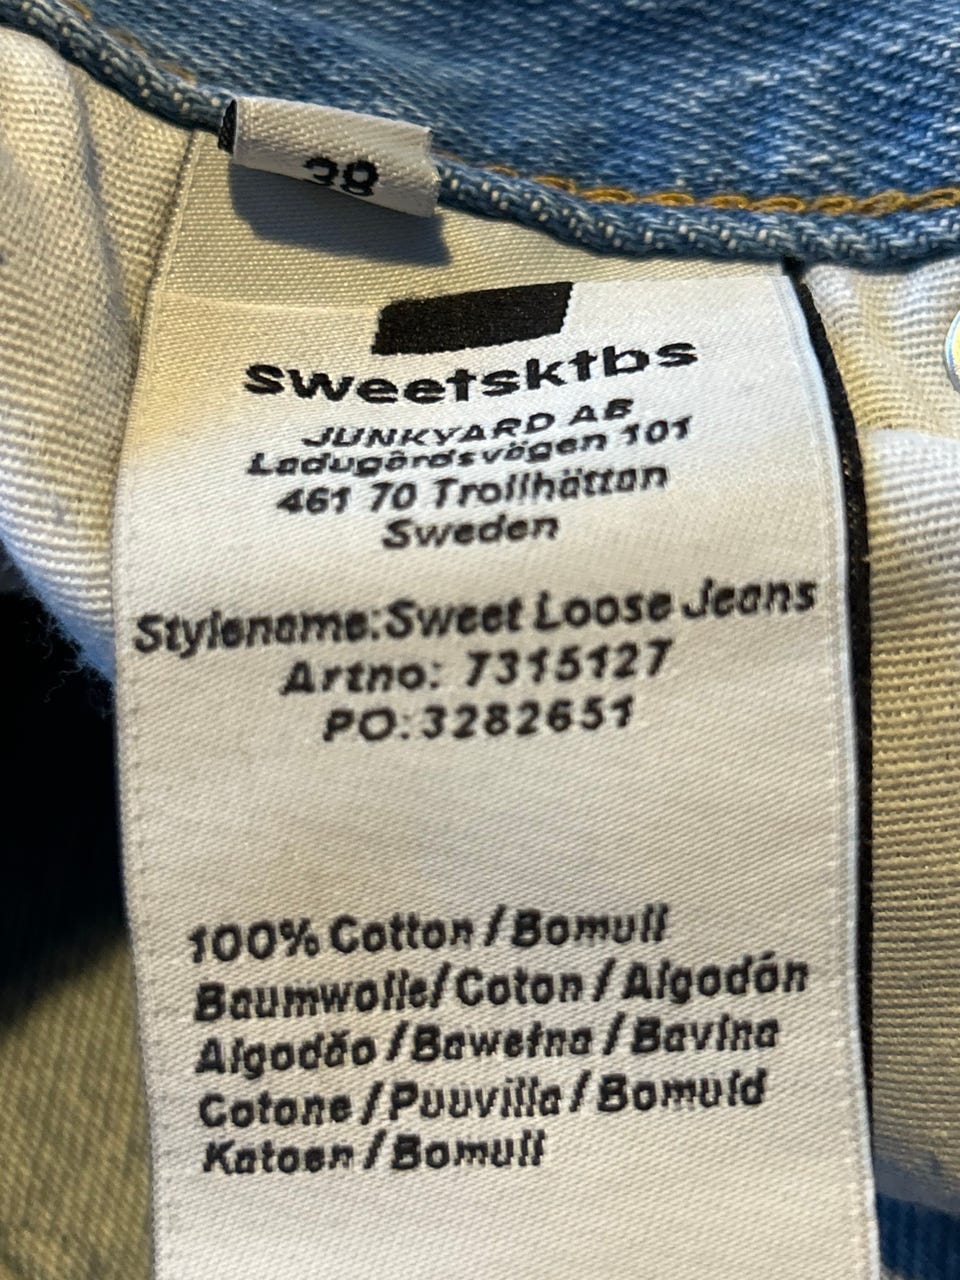 38
sweetsktbs
JUNKYARD AB
Ladugårdsvägen 101
461 70 Trollhättan
Sweden
Stylename:Sweet Loose Jeans
Artno: 7315127
PO:3282651
100% Cotton / Bomull
Baumwolle/ Coton / Algodón
Algodão / Bawełna / Bavlna
Cotone / Puuvilla / Bomuld
Katoen / Bomull